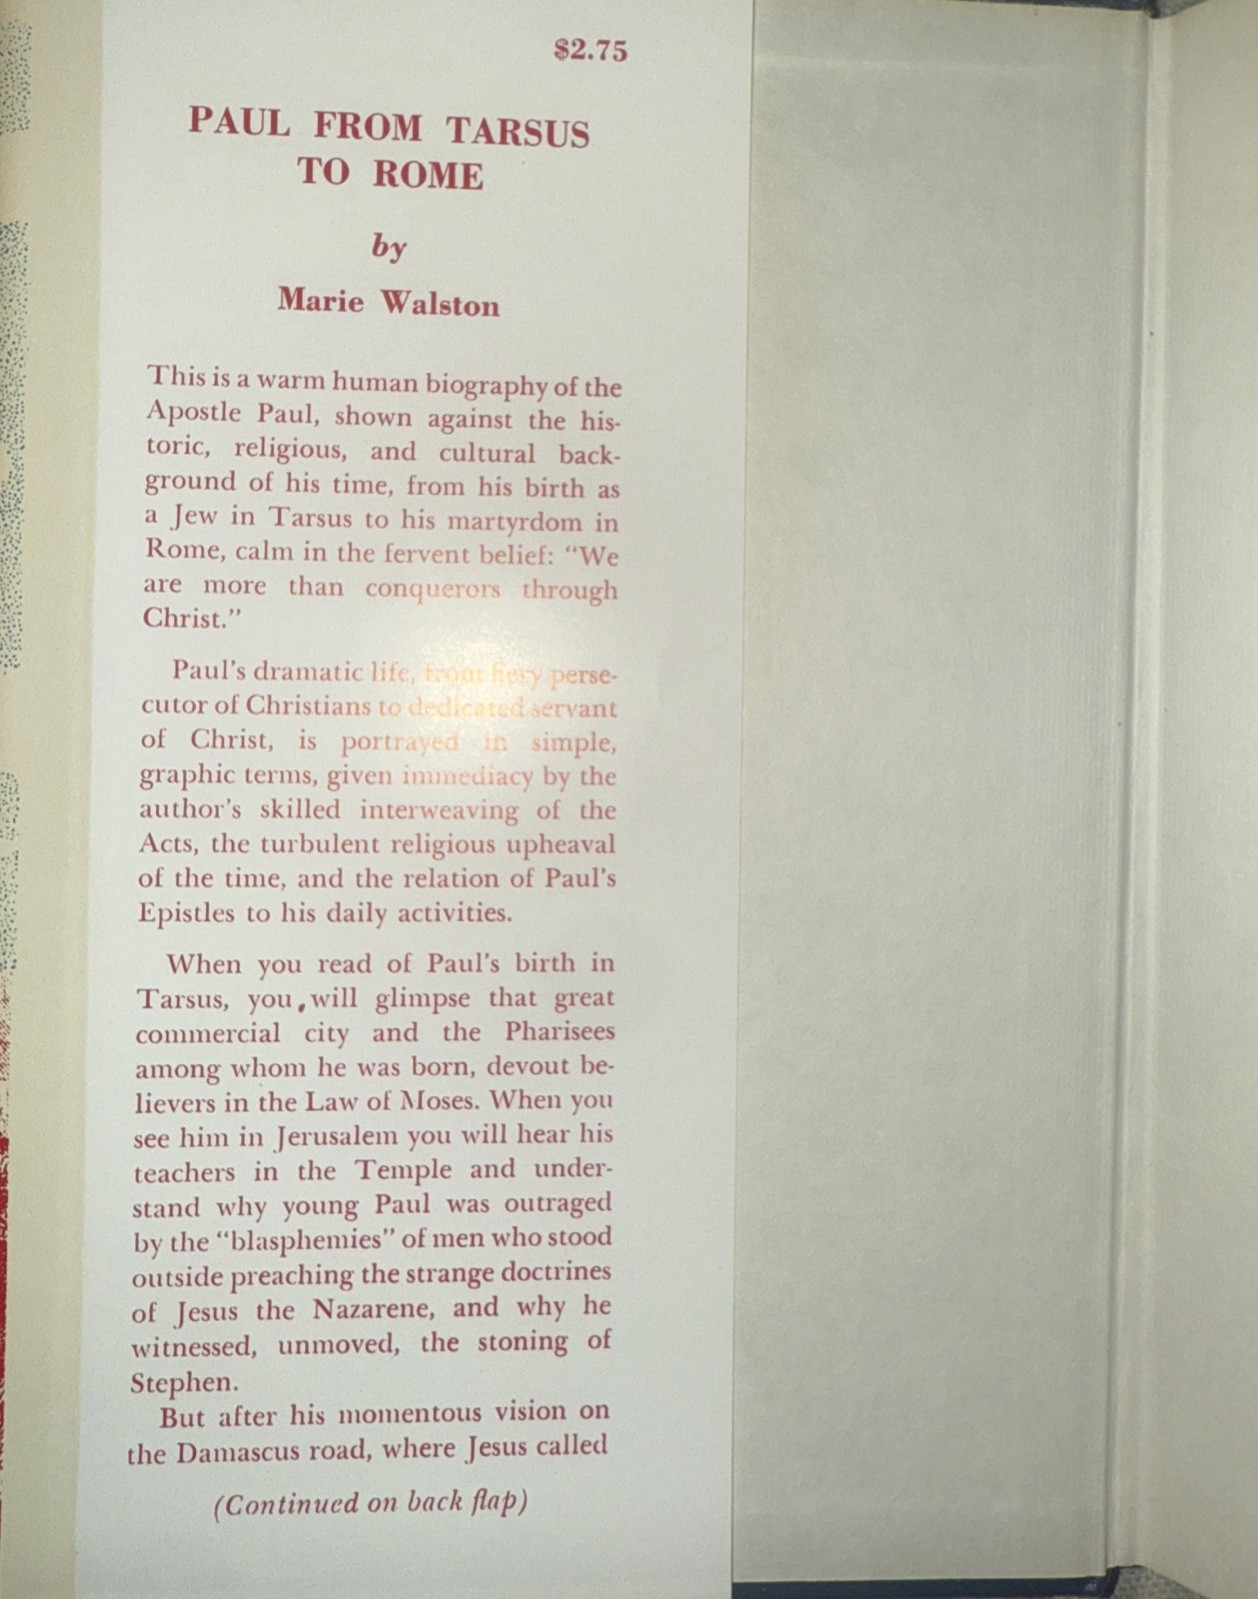 $2.75
PAUL FROM TARSUS
TO ROME
by
Marie Walston
This is a warm human biography of the
Apostle Paul, shown against the his-
toric, religious, and cultural back-
ground of his time, from his birth as
a Jew in Tarsus to his martyrdom in
Rome, calm in the fervent belief: “We
are more than conquerors through
Christ.”
Paul’s dramatic life, from fiery perse-
cutor of Christians to dedicated servant
of Christ, is portrayed in simple,
graphic terms, given immediacy by the
author’s skilled interweaving of the
Acts, the turbulent religious upheaval
of the time, and the relation of Paul’s
Epistles to his daily activities.
When you read of Paul’s birth in
Tarsus, you will glimpse that great
commercial city and the Pharisees
among whom he was born, devout be-
lievers in the Law of Moses. When you
see him in Jerusalem you will hear his
teachers in the Temple and under-
stand why young Paul was outraged
by the “blasphemies” of men who stood
outside preaching the strange doctrines
of Jesus the Nazarene, and why he
witnessed, unmoved, the stoning of
Stephen.
But after his momentous vision on
the Damascus road, where Jesus called
(Continued on back flap)